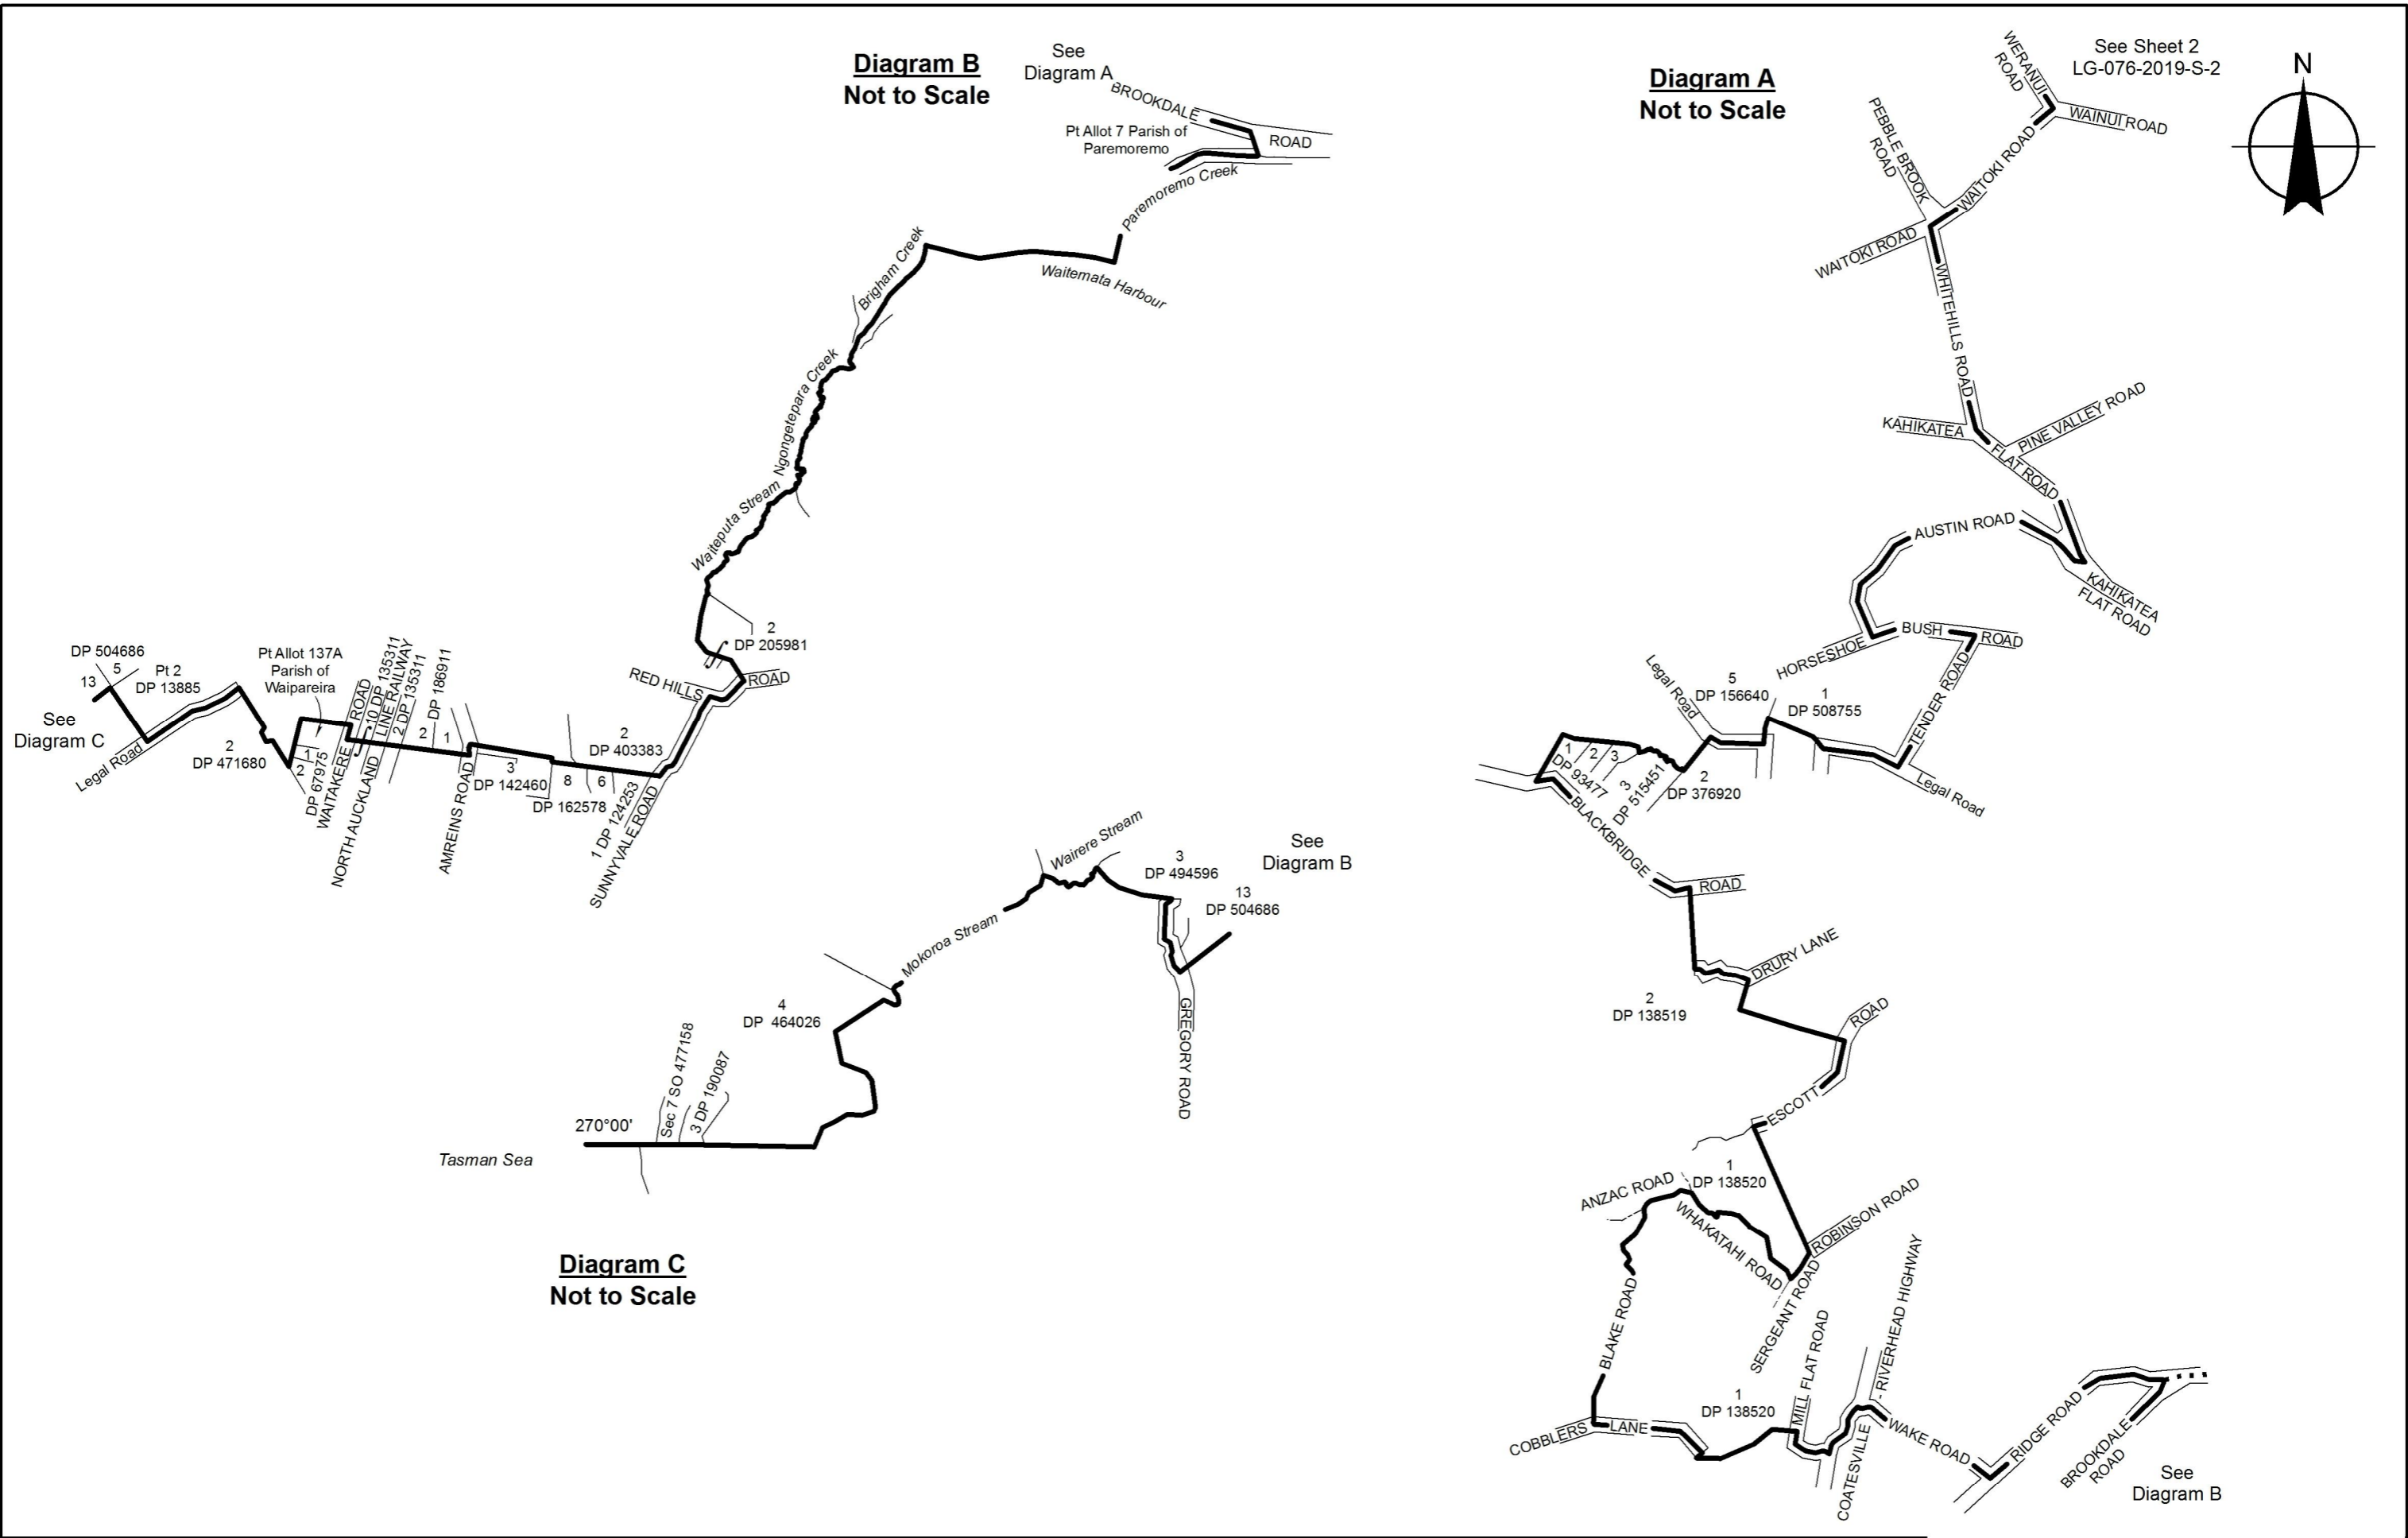 Diagram B
Not to Scale
See
Diagram A
BROOKDALE
ROAD
Pt Allot 7 Parish of
Paremoremo
Paremoremo Creek
Waitemata Harbour
Brigham Creek
Ngongetepara Creek
Waiteputa Stream
2
DP 205981
RED HILLS
ROAD
DP 504686
5
13
Pt 2
DP 13885
See
Diagram C
Legal Road
2
DP 471680
Pt Allot 137A
Parish of
Waipareira
1
2
DP 67975
WAITAKERE
ROAD
10 DP 135311
NORTH AUCKLAND
LINE RAILWAY
2 DP 135311
2
DP 186911
1
AMREINS ROAD
3
DP 142460
8
6
DP 162578
2
DP 403383
1 DP 124253
SUNNYVALE ROAD
Wairere Stream
Mokoroa Stream
3
DP 494596
See
Diagram B
13
DP 504686
GREGORY ROAD
4
DP 464026
Sec 7 SO 477158
3 DP 190087
270°00'
Tasman Sea
Diagram C
Not to Scale
Diagram A
Not to Scale
See Sheet 2
LG-076-2019-S-2
N
WERANUI
ROAD
WAINUI ROAD
WAITOKI ROAD
PEBBLE BROOK
ROAD
WAITOKI ROAD
WHITEHILLS ROAD
KAHIKATEA
FLAT ROAD
PINE VALLEY ROAD
AUSTIN ROAD
KAHIKATEA
FLAT ROAD
HORSESHOE
BUSH
ROAD
TENDER ROAD
Legal Road
5
DP 156640
1
DP 508755
Legal Road
1
2
3
DP 93477
3
DP 515451
2
DP 376920
BLACKBRIDGE
ROAD
DRURY LANE
2
DP 138519
ROAD
ESCOTT
1
DP 138520
ANZAC ROAD
WHAKATAHI ROAD
ROBINSON ROAD
SERGEANT ROAD
BLAKE ROAD
COBBLERS
LANE
1
DP 138520
MILL FLAT ROAD
COATESVILLE
- RIVERHEAD HIGHWAY
WAKE ROAD
RIDGE ROAD
BROOKDALE
ROAD
See
Diagram B